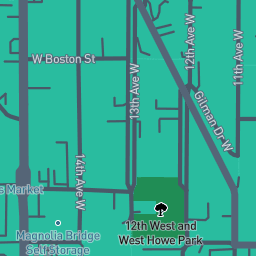 12th Ave W
11th Ave W
W Boston St
13th Ave W
Gilman Dr W
14th Ave W
s Market
12th West and
West Howe Park
Magnolia Bridge
Self Storage